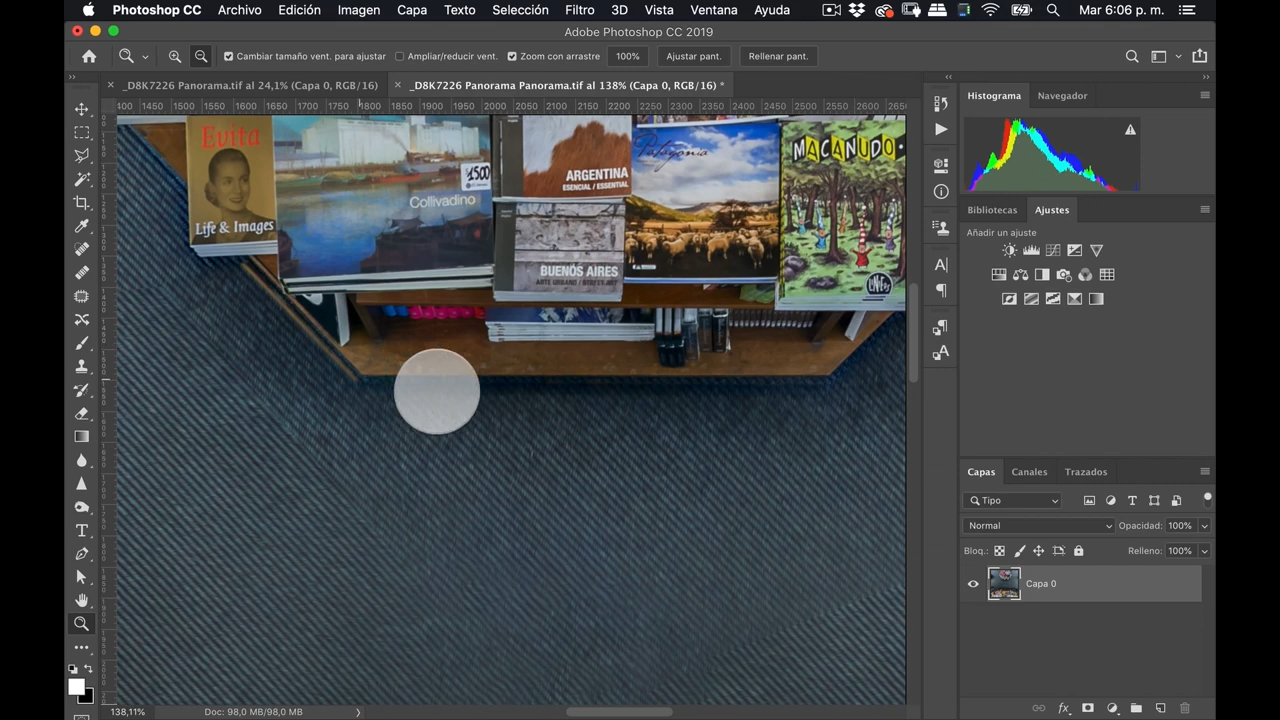 Photoshop CC Archivo Edición Imagen Capa Texto Selección Filtro 3D Vista Ventana Ayuda Mar 6:06 p. m.
Adobe Photoshop CC 2019
Cambiar tamaño vent. para ajustar Ampliar/reducir vent. Zoom con arrastre 100% Ajustar pant. Rellenar pant.
_D8K7226 Panorama.tif al 24,1% (Capa 0, RGB/16) _D8K7226 Panorama Panorama.tif al 138% (Capa 0, RGB/16) *
1400 1450 1500 1550 1600 1650 1700 1750 1800 1850 1900 1950 2000 2050 2100 2150 2200 2250 2300 2350 2400 2450 2500 2550 2600 2650
Histograma Navegador
Evita
Life & Images
$1500
Collivadino
ARGENTINA
ESENCIAL / ESSENTIAL
BUENOS AIRES
ARTE URBANO / STREET ART
Patagonia
MACANUDO
LINIERS
Bibliotecas Ajustes
Añadir un ajuste
Capas Canales Trazados
Tipo
Normal Opacidad: 100%
Bloq.: Relleno: 100%
Capa 0
138,11% Doc: 98,0 MB/98,0 MB